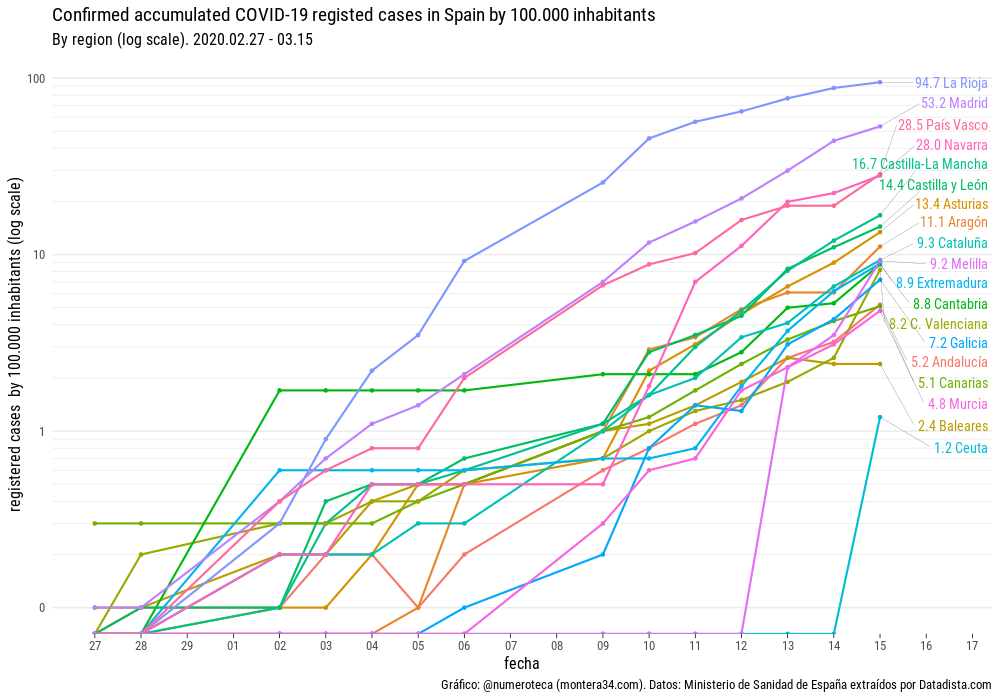 Confirmed accumulated COVID-19 registed cases in Spain by 100.000 inhabitants
By region (log scale). 2020.02.27 - 03.15
registered cases by 100.000 inhabitants (log scale)
100
10
1
0
94.7 La Rioja
53.2 Madrid
28.5 País Vasco
28.0 Navarra
16.7 Castilla-La Mancha
14.4 Castilla y León
13.4 Asturias
11.1 Aragón
9.3 Cataluña
9.2 Melilla
8.9 Extremadura
8.8 Cantabria
8.2 C. Valenciana
7.2 Galicia
5.2 Andalucía
5.1 Canarias
4.8 Murcia
2.4 Baleares
1.2 Ceuta
27 28 29 01 02 03 04 05 06 07 08 09 10 11 12 13 14 15 16 17
fecha
Gráfico: @numeroteca (montera34.com). Datos: Ministerio de Sanidad de España extraídos por Datadista.com